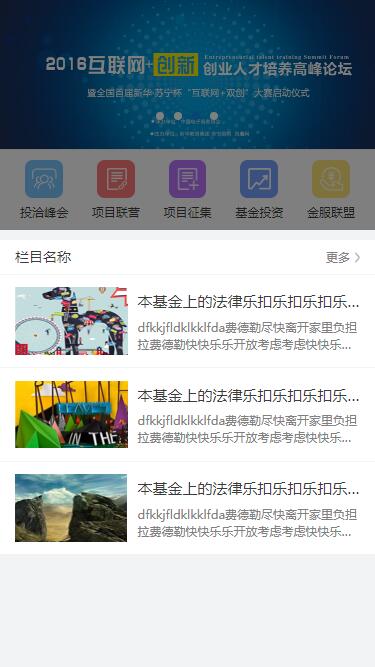 2016互联网+创新
Entrepreneurial talent training Summit Forum
创业人才培养高峰论坛
暨全国首届新华·苏宁杯“互联网+双创”大赛启动仪式
投洽峰会
项目联营
项目征集
基金投资
金服联盟
栏目名称
更多
本基金上的法律乐扣乐扣乐扣乐...
dfkkjfldklkklfda费德勒尽快离开家里负担
拉费德勒快快乐乐开放考虑考虑快快乐...
本基金上的法律乐扣乐扣乐扣乐...
dfkkjfldklkklfda费德勒尽快离开家里负担
拉费德勒快快乐乐开放考虑考虑快快乐...
IN THE
本基金上的法律乐扣乐扣乐扣乐...
dfkkjfldklkklfda费德勒尽快离开家里负担
拉费德勒快快乐乐开放考虑考虑快快乐...